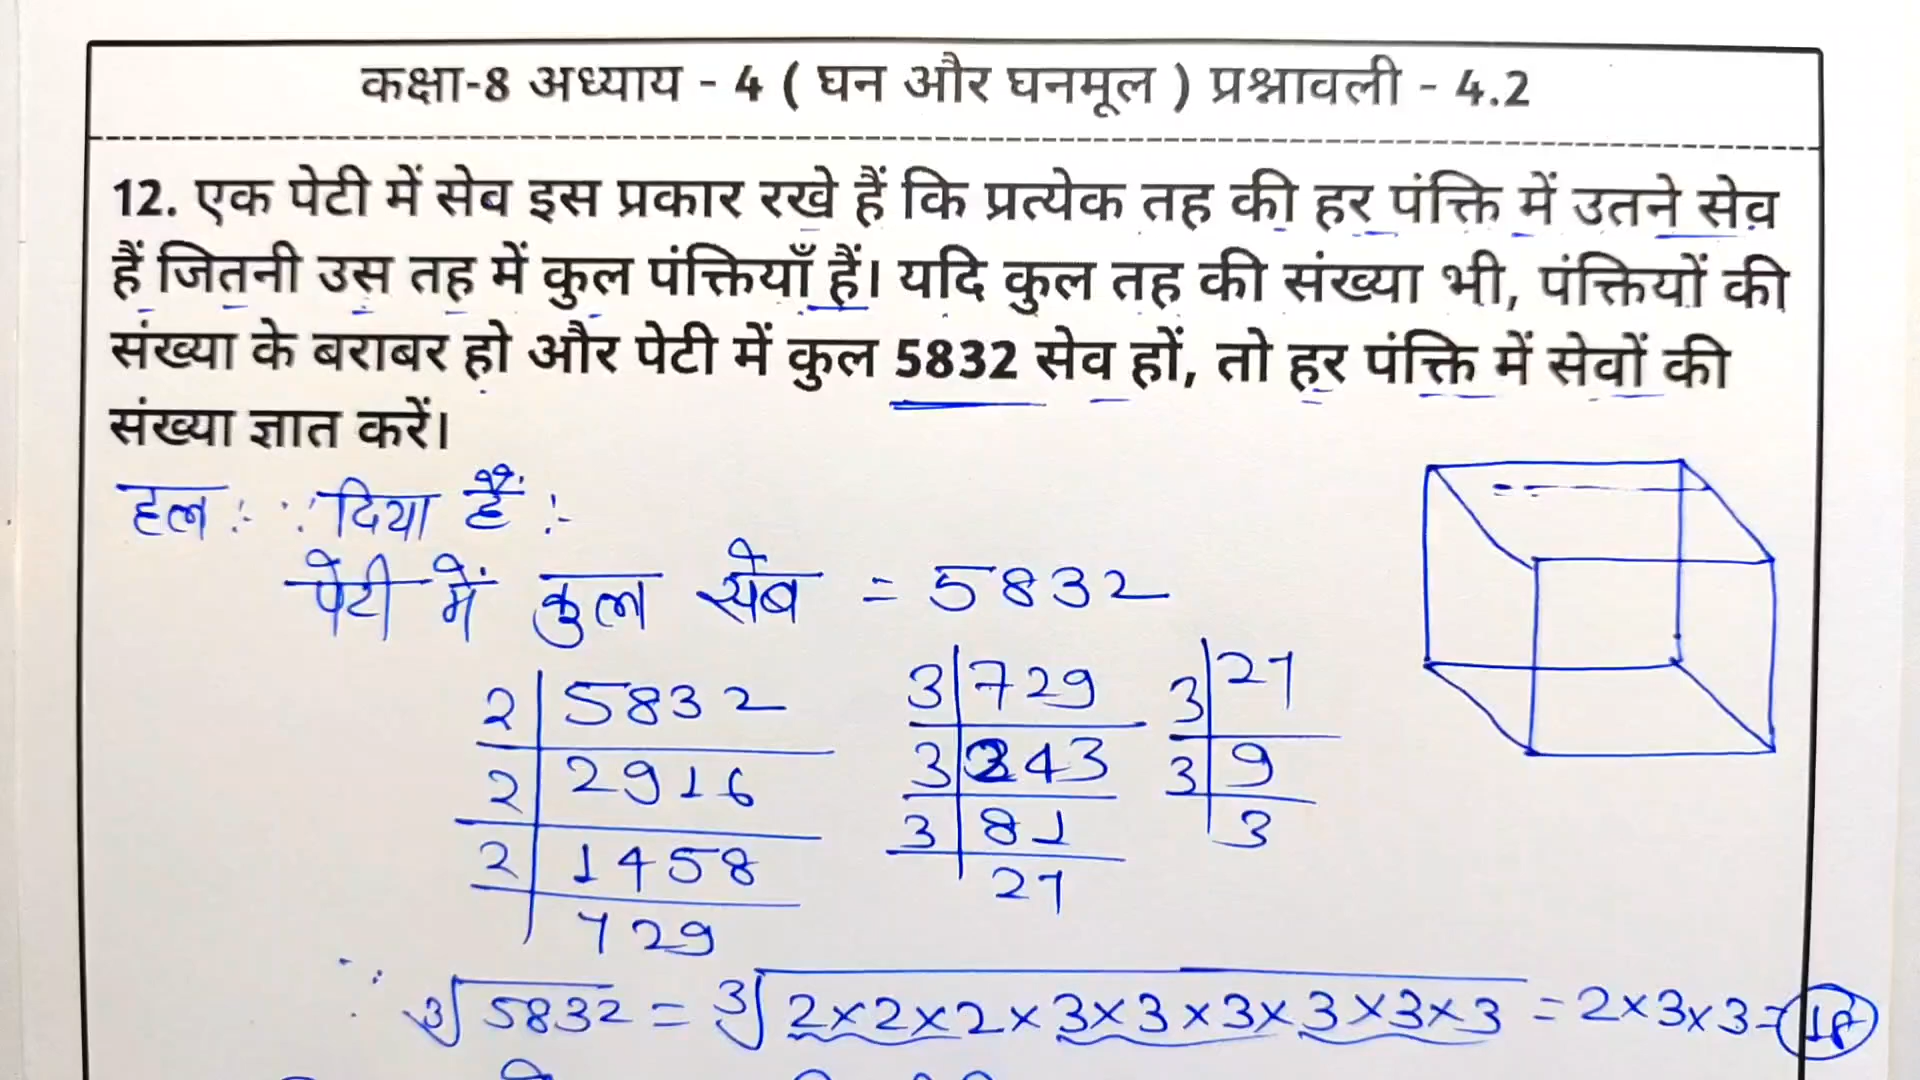 कक्षा-8 अध्याय - 4 ( घन और घनमूल ) प्रश्नावली - 4.2
12. एक पेटी में सेव इस प्रकार रखे हैं कि प्रत्येक तह की हर पंक्ति में उतने सेव
हैं जितनी उस तह में कुल पंक्तियाँ हैं। यदि कुल तह की संख्या भी, पंक्तियों की
संख्या के बराबर हो और पेटी में कुल 5832 सेव हों, तो हर पंक्ति में सेवों की
संख्या ज्ञात करें।
हल :- ∵ दिया हैं :-
पेटी में कुल सेब = 5832
2 | 5832
2 | 2916
2 | 1458
729
3 | 729
3 | 243
3 | 81
27
3 | 27
3 | 9
3
∵ ∛5832 = ∛2×2×2×3×3×3×3×3×3 = 2×3×3 = 18